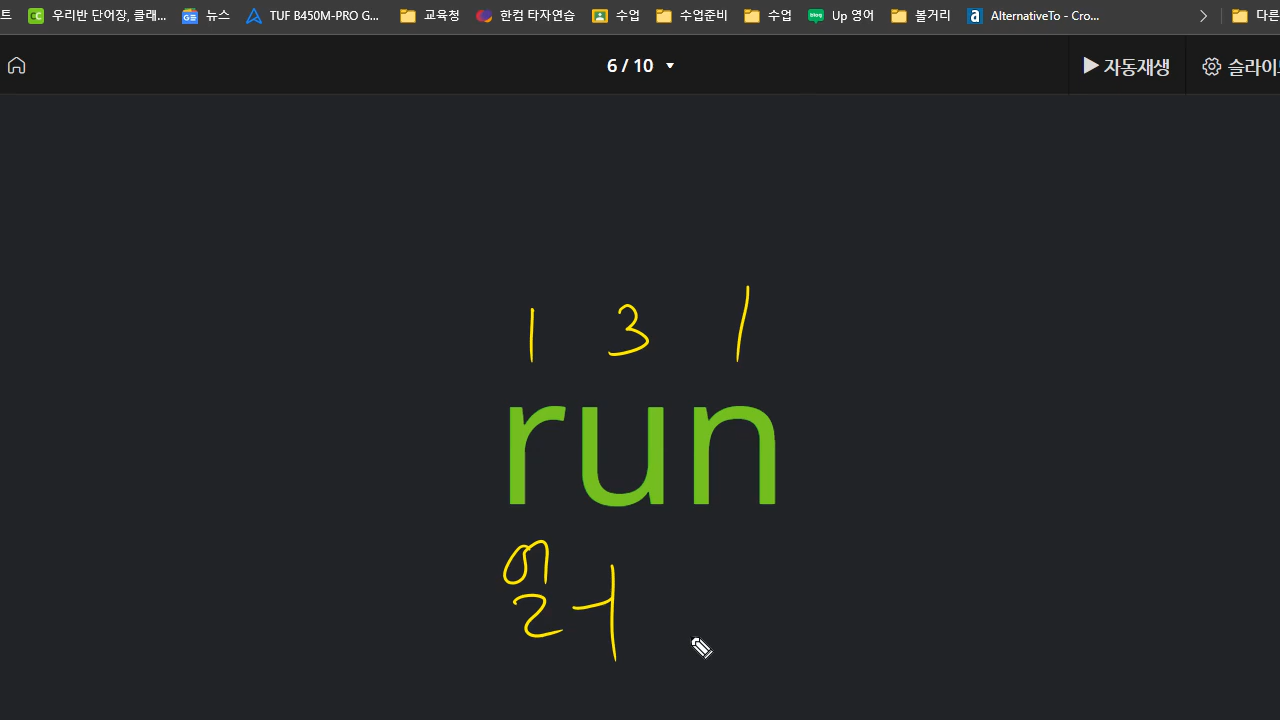 트 우리반 단어장, 클래... 뉴스 TUF B450M-PRO G... 교육청 한컴 타자연습 수업 수업준비 수업 Up 영어 볼거리 AlternativeTo - Cro... 다른
6 / 10 자동재생 슬라이드
1 3 1
run